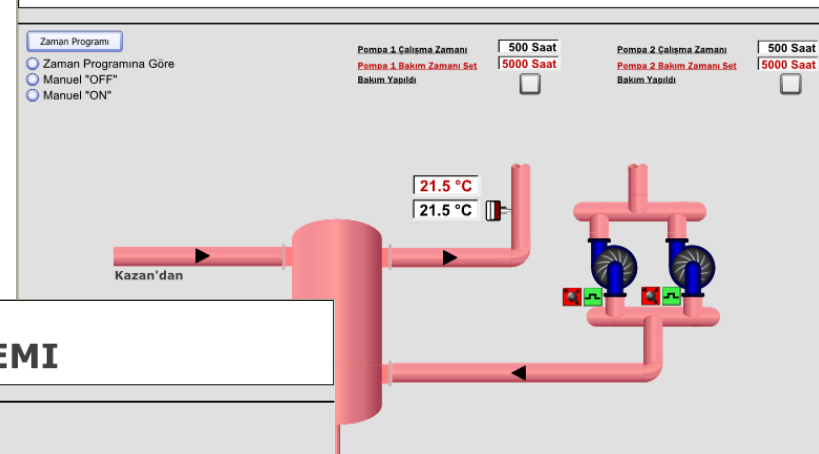 Zaman Programı
Zaman Programına Göre
Manuel "OFF"
Manuel "ON"
Pompa 1 Çalışma Zamanı 500 Saat
Pompa 1 Bakım Zamanı Set 5000 Saat
Bakım Yapıldı
Pompa 2 Çalışma Zamanı 500 Saat
Pompa 2 Bakım Zamanı Set 5000 Saat
Bakım Yapıldı
21.5 °C
21.5 °C
Kazan'dan
EMI